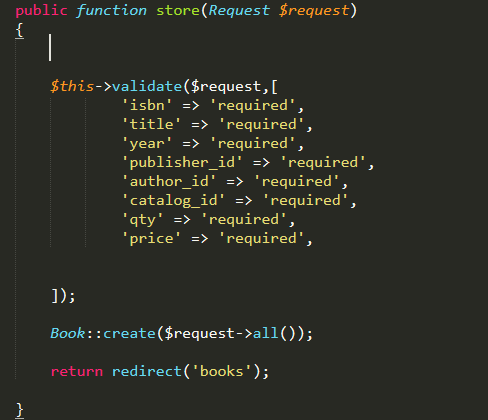 public function store(Request $request)
{
$this->validate($request,[
'isbn' => 'required',
'title' => 'required',
'year' => 'required',
'publisher_id' => 'required',
'author_id' => 'required',
'catalog_id' => 'required',
'qty' => 'required',
'price' => 'required',
]);
Book::create($request->all());
return redirect('books');
}